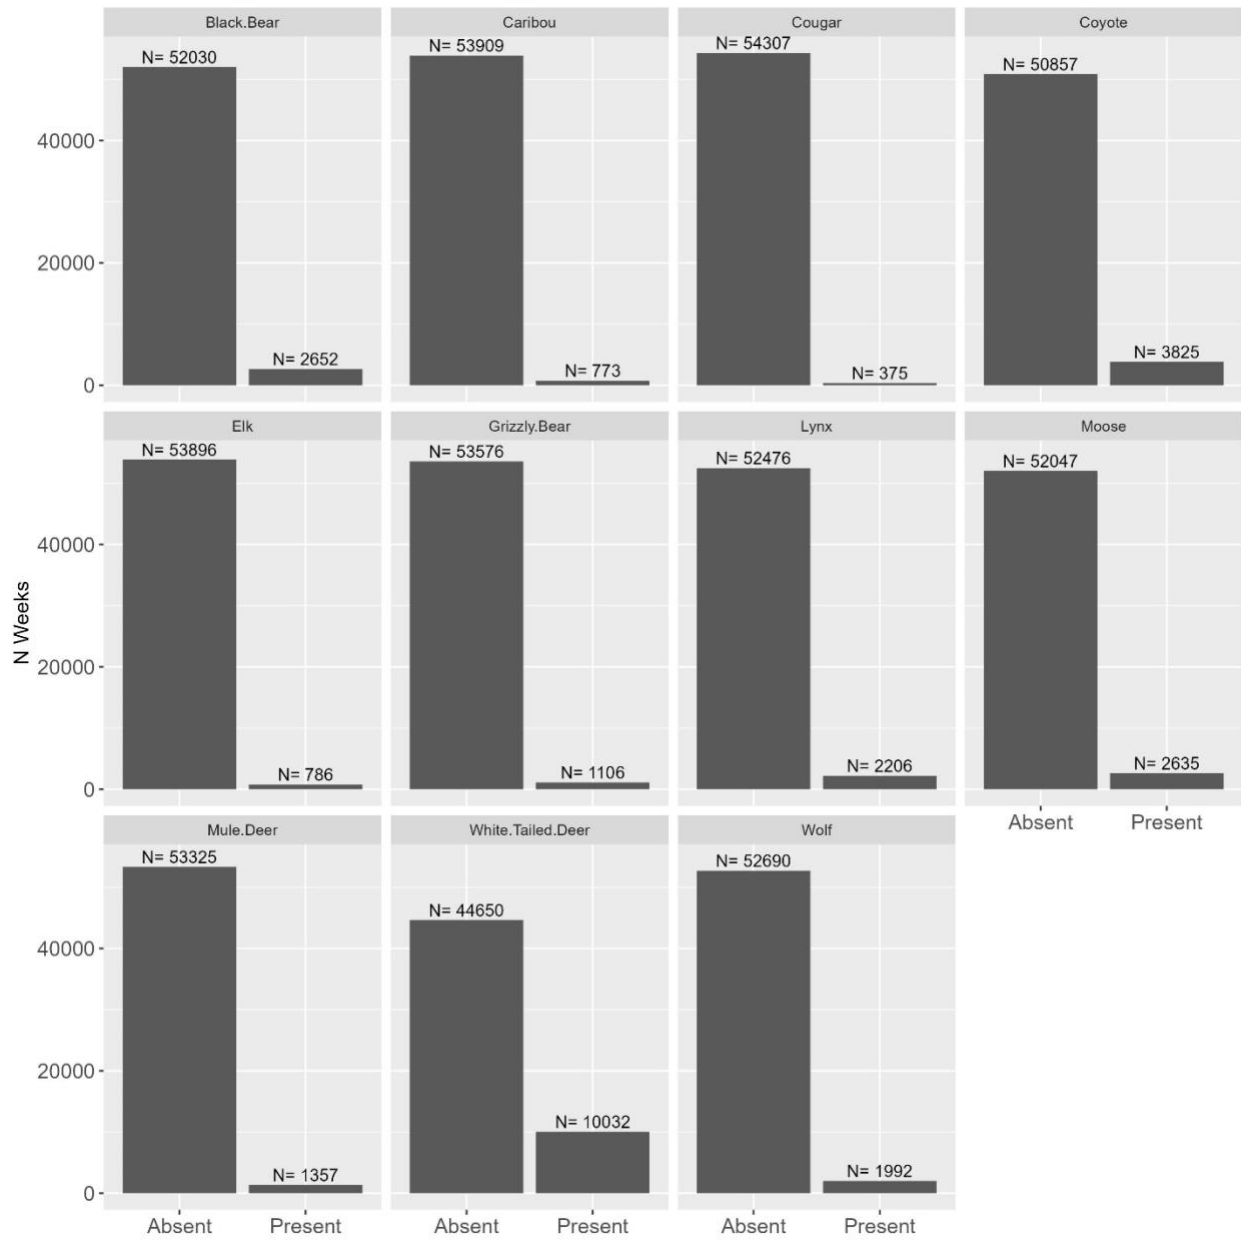 Black.Bear Caribou Cougar Coyote
N= 52030 N= 53909 N= 54307 N= 50857
40000
20000
N= 2652 N= 773 N= 375 N= 3825
0
Elk Grizzly.Bear Lynx Moose
N= 53896 N= 53576 N= 52476 N= 52047
40000
N Weeks
20000
N= 786 N= 1106 N= 2206 N= 2635
0
Absent Present
Mule.Deer White.Tailed.Deer Wolf
N= 53325 N= 44650 N= 52690
40000
20000
N= 1357 N= 10032 N= 1992
0
Absent Present Absent Present Absent Present